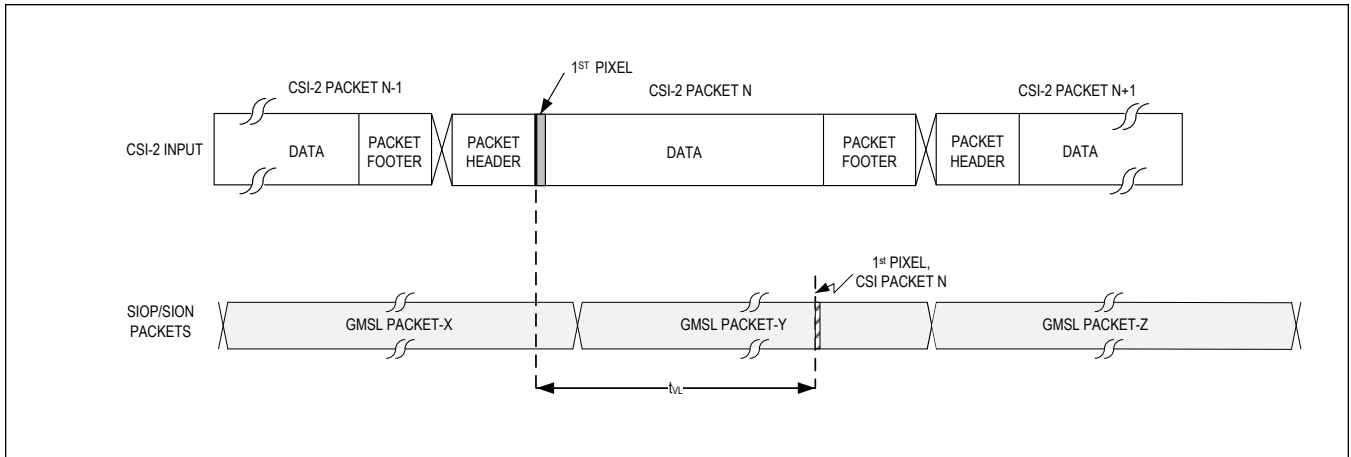 1ST PIXEL
CSI-2 PACKET N-1
CSI-2 PACKET N
CSI-2 PACKET N+1
CSI-2 INPUT
DATA
PACKET
FOOTER
PACKET
HEADER
DATA
PACKET
FOOTER
PACKET
HEADER
DATA
1st PIXEL,
CSI PACKET N
SIOP/SION
PACKETS
GMSL PACKET-X
GMSL PACKET-Y
GMSL PACKET-Z
tVL